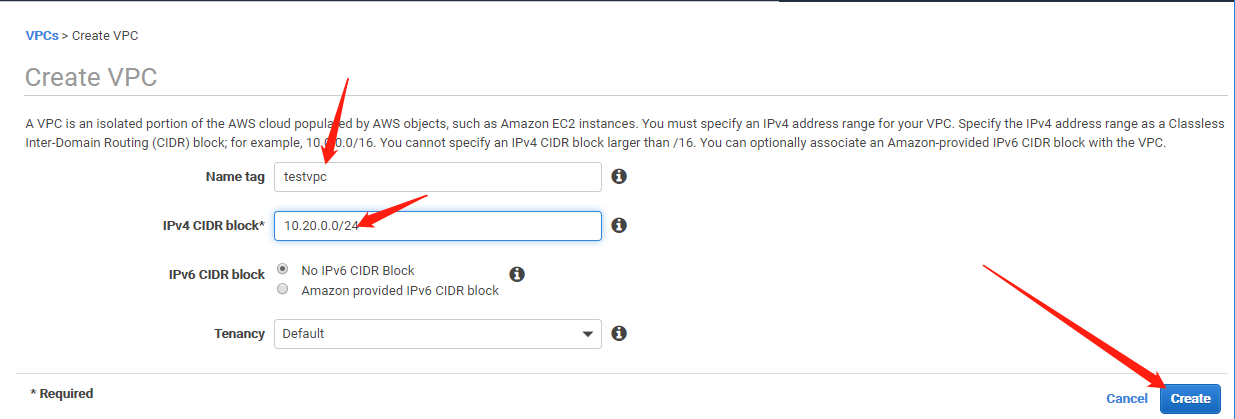 VPCs > Create VPC
Create VPC
A VPC is an isolated portion of the AWS cloud populated by AWS objects, such as Amazon EC2 instances. You must specify an IPv4 address range for your VPC. Specify the IPv4 address range as a Classless
Inter-Domain Routing (CIDR) block; for example, 10.0.0.0/16. You cannot specify an IPv4 CIDR block larger than /16. You can optionally associate an Amazon-provided IPv6 CIDR block with the VPC.
Name tag testvpc
IPv4 CIDR block* 10.20.0.0/24
IPv6 CIDR block No IPv6 CIDR Block
Amazon provided IPv6 CIDR block
Tenancy Default
* Required
Cancel Create